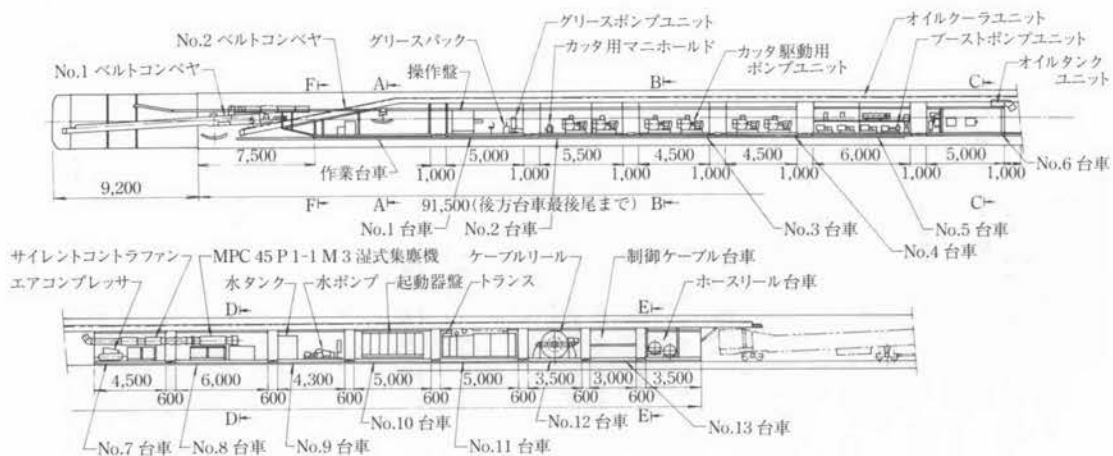 グリースポンプユニット
オイルクーラユニット
No.2 ベルトコンベヤ
グリースパック
カッタ用マニホールド
ブーストポンプユニット
No.1 ベルトコンベヤ
操作盤
カッタ駆動用
ポンプユニット
オイルタンク
ユニット
F
A
B
C
7,500
5,000
5,500
4,500
4,500
6,000
5,000
No.6 台車
作業台車
1,000
1,000
1,000
1,000
1,000
1,000
1,000
9,200
F
A
91,500(後方台車最後尾まで)
B
C
No.1 台車
No.2 台車
No.3 台車
No.5 台車
No.4 台車
サイレントコントラファン
MPC 45 P 1-1 M 3 湿式集塵機
ケーブルリール
制御ケーブル台車
エアコンプレッサ
水タンク
水ポンプ
起動器盤
トランス
ホースリール台車
D
E
4,500
6,000
4,300
5,000
5,000
3,500
3,000
3,500
600
600
600
600
600
600
600
D
E
No.10 台車
No.12 台車
No.13 台車
No.7 台車
No.8 台車
No.9 台車
No.11 台車